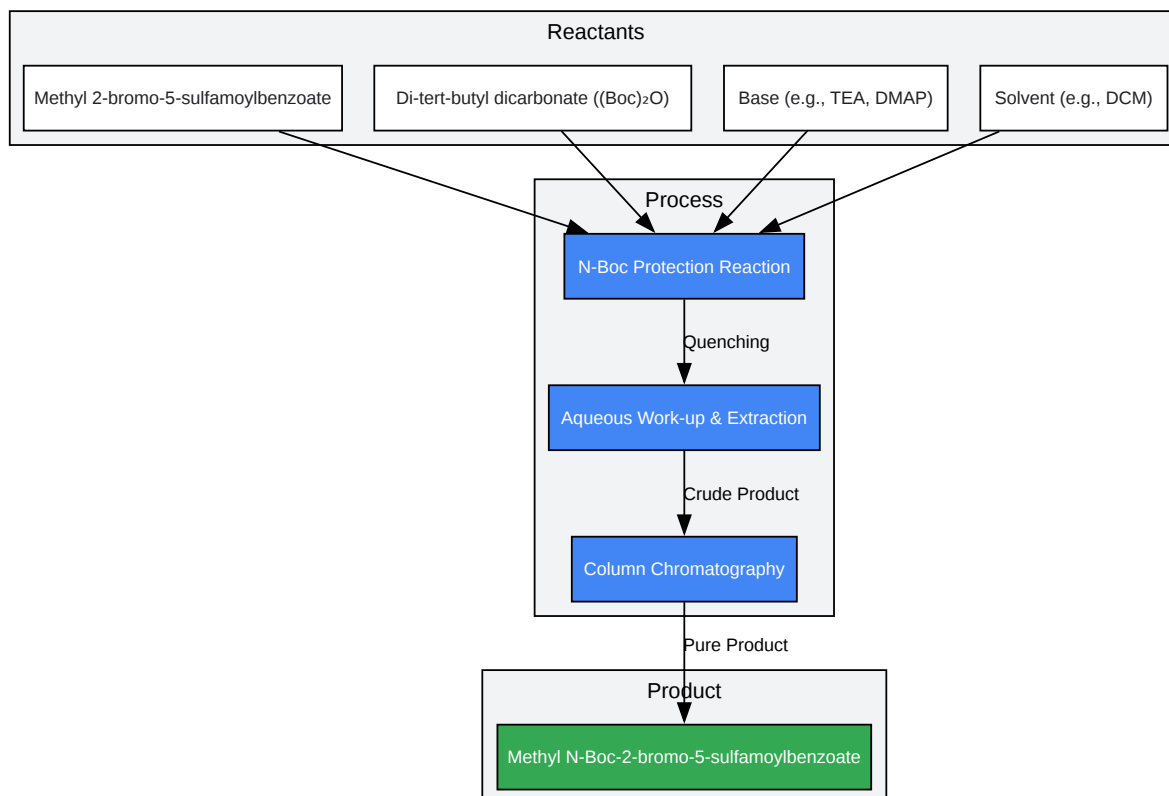 Reactants
Methyl 2-bromo-5-sulfamoylbenzoate
Di-tert-butyl dicarbonate ((Boc)₂O)
Base (e.g., TEA, DMAP)
Solvent (e.g., DCM)
Process
N-Boc Protection Reaction
Quenching
Aqueous Work-up & Extraction
Crude Product
Column Chromatography
Pure Product
Product
Methyl N-Boc-2-bromo-5-sulfamoylbenzoate